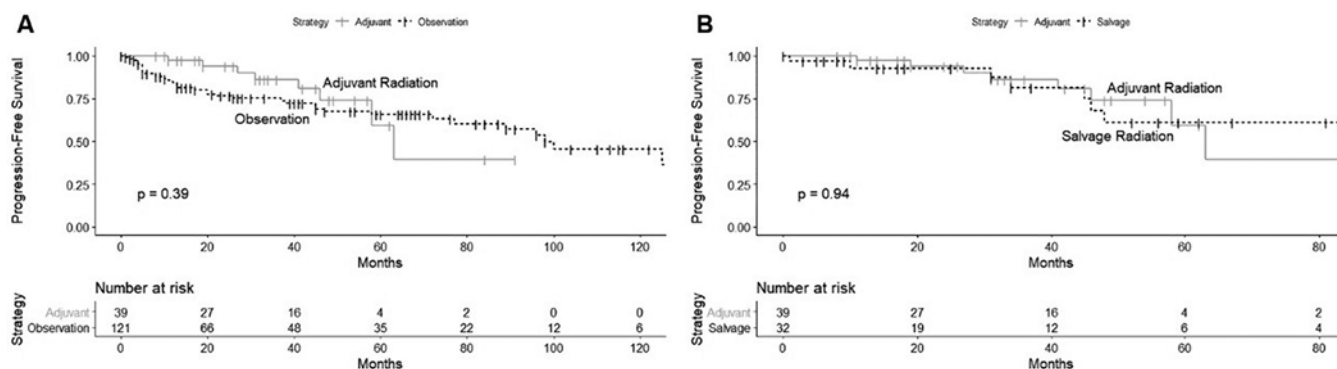 A
Strategy Adjuvant Observation
Progression-Free Survival
1.00
0.75
0.50
0.25
0.00
Adjuvant Radiation
Observation
p = 0.39
0 20 40 60 80 100 120
Months
Number at risk
Strategy
Adjuvant 39 27 16 4 2 0 0
Observation 121 66 48 35 22 12 6
0 20 40 60 80 100 120
Months
B
Strategy Adjuvant Salvage
Progression-Free Survival
1.00
0.75
0.50
0.25
0.00
Adjuvant Radiation
Salvage Radiation
p = 0.94
0 20 40 60 80
Months
Number at risk
Strategy
Adjuvant 39 27 16 4 2
Salvage 32 19 12 6 4
0 20 40 60 80
Months